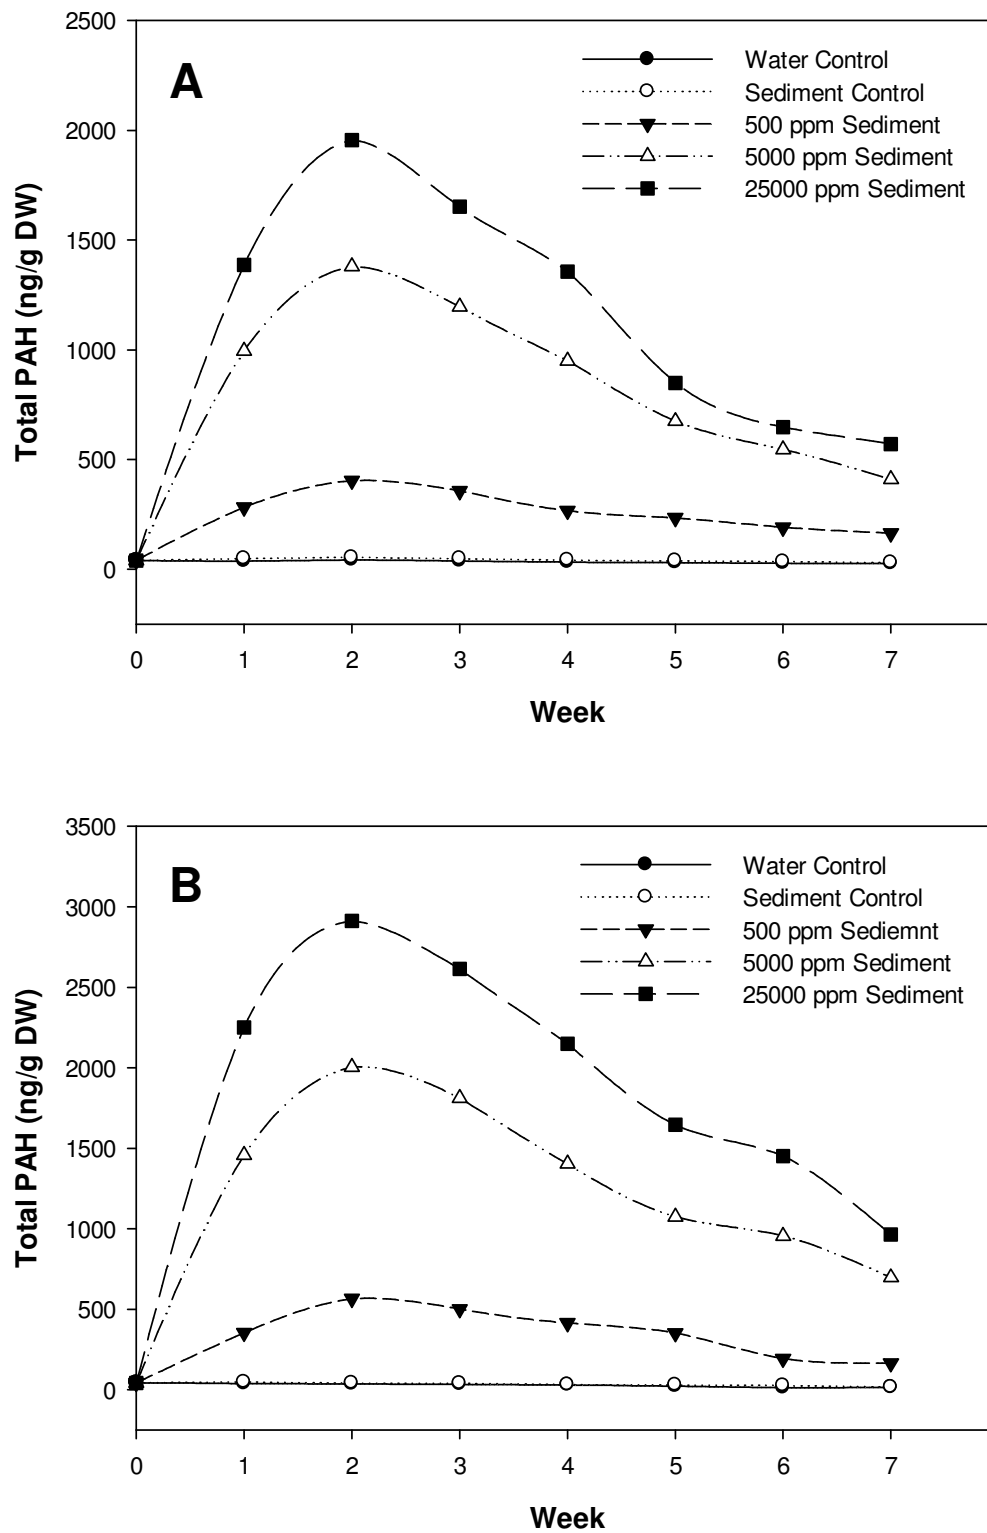 2500
A
Water Control
Sediment Control
500 ppm Sediment
5000 ppm Sediment
25000 ppm Sediment
2000
1500
1000
500
0
Total PAH (ng/g DW)
0 1 2 3 4 5 6 7
Week
3500
B
Water Control
Sediment Control
500 ppm Sediemnt
5000 ppm Sediment
25000 ppm Sediment
3000
2500
2000
1500
1000
500
0
Total PAH (ng/g DW)
0 1 2 3 4 5 6 7
Week